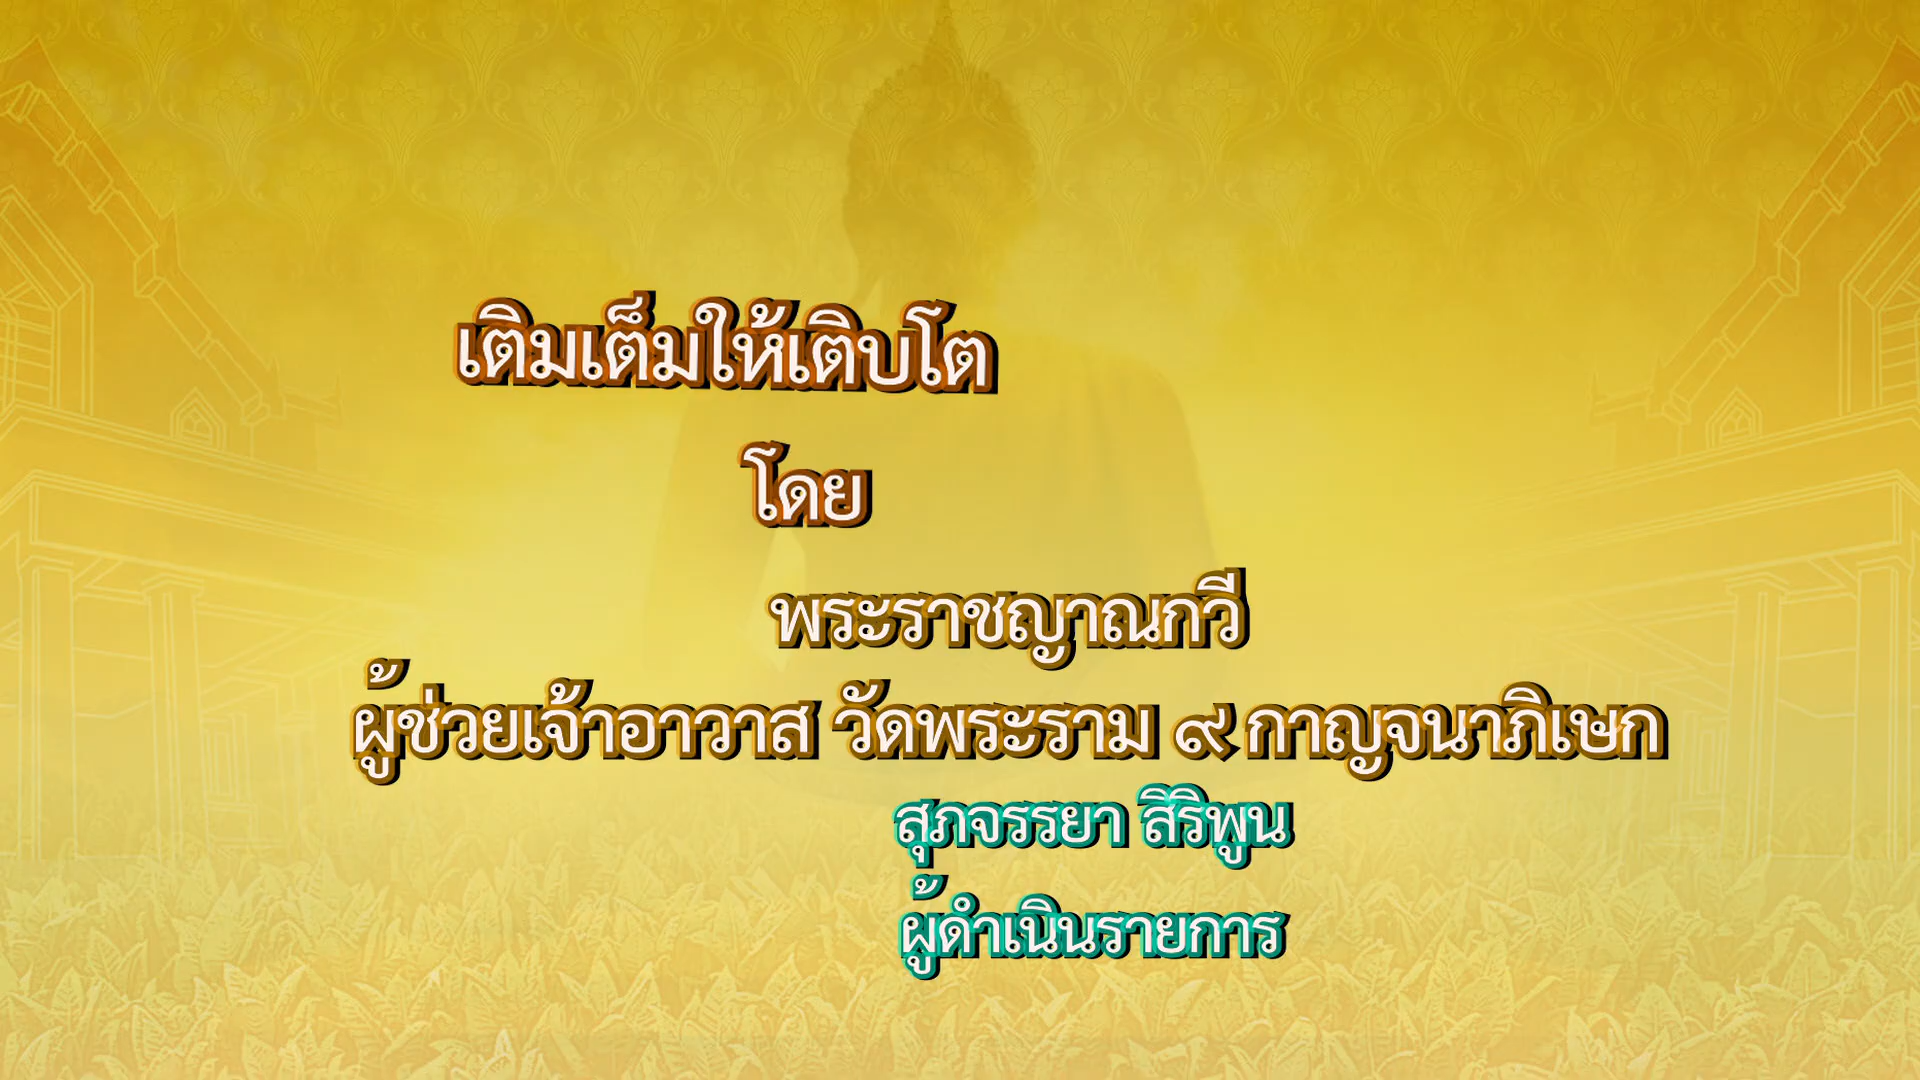 เติมเต็มให้เติบโต
โดย
พระราชญาณกวี
ผู้ช่วยเจ้าอาวาส วัดพระราม ๙ กาญจนาภิเษก
สุภจรรยา สิริพูน
ผู้ดำเนินรายการ